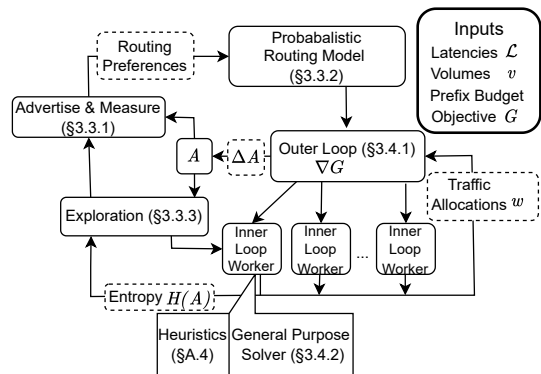 Routing
Preferences
Probabalistic
Routing Model
(§3.3.2)
Inputs
Latencies ℒ
Volumes v
Prefix Budget
Objective G
Advertise & Measure
(§3.3.1)
A
ΔA
Outer Loop (§3.4.1)
∇G
Traffic
Allocations w
Exploration (§3.3.3)
Inner
Loop
Worker
Inner
Loop
Worker
...
Inner
Loop
Worker
Entropy H(A)
Heuristics
(§A.4)
General Purpose
Solver (§3.4.2)